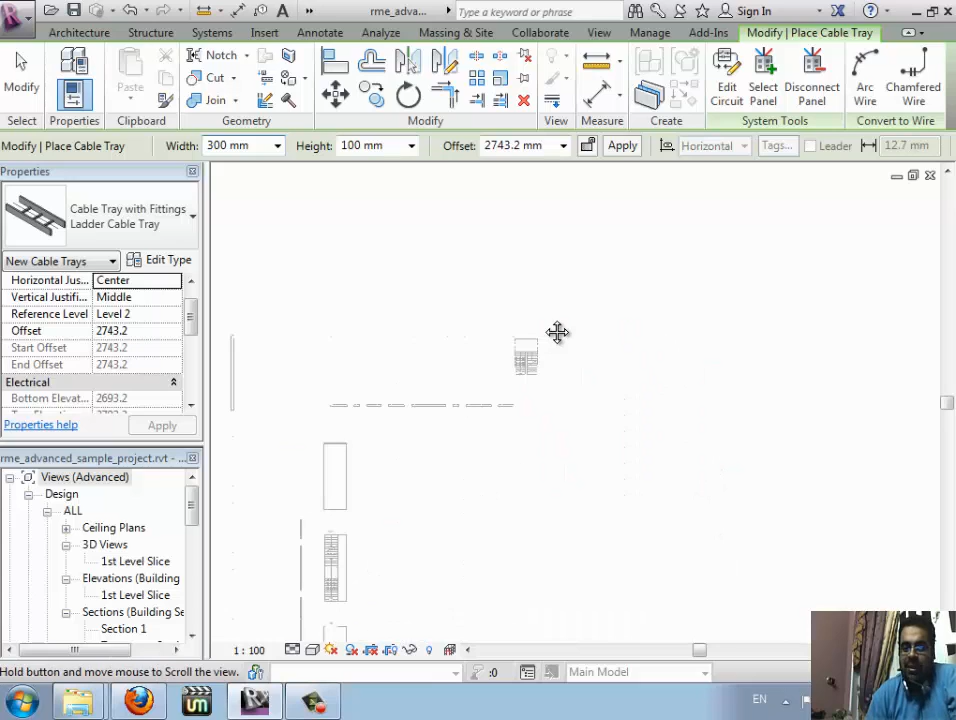 rme_adva...
Type a keyword or phrase
Sign In
Architecture Structure Systems Insert Annotate Analyze Massing & Site Collaborate View Manage Add-Ins Modify | Place Cable Tray
Modify
Paste
Notch
Cut
Join
Edit Circuit
Select Panel
Disconnect Panel
Arc Wire
Chamfered Wire
Select Properties Clipboard Geometry Modify View Measure Create System Tools Convert to Wire
Modify | Place Cable Tray Width: 300 mm Height: 100 mm Offset: 2743.2 mm Apply Horizontal Tags... Leader 12.7 mm
Properties
Cable Tray with Fittings
Ladder Cable Tray
New Cable Trays Edit Type
Horizontal Jus... Center
Vertical Justifi... Middle
Reference Level Level 2
Offset 2743.2
Start Offset 2743.2
End Offset 2743.2
Electrical
Bottom Elevat... 2693.2
Properties help Apply
rme_advanced_sample_project.rvt - ...
Views (Advanced)
Design
ALL
Ceiling Plans
3D Views
1st Level Slice
Elevations (Building
1st Level Slice
Sections (Building Se
Section 1
1 : 100
Hold button and move mouse to Scroll the view.
:0
Main Model
EN